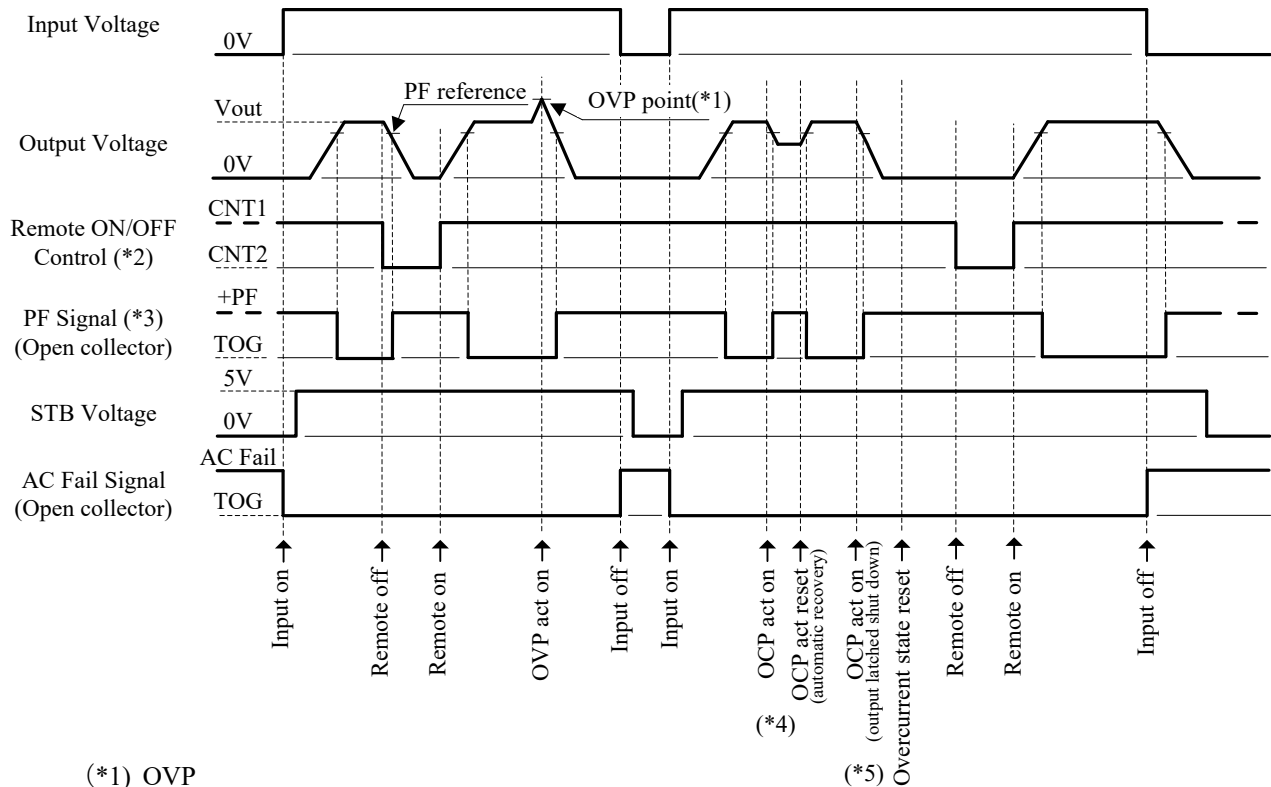 Input Voltage
0V
Vout
PF reference
OVP point(*1)
Output Voltage
0V
CNT1
Remote ON/OFF
Control (*2)
CNT2
+PF
PF Signal (*3)
(Open collector)
TOG
5V
STB Voltage
0V
AC Fail
AC Fail Signal
(Open collector)
TOG
Input on
Remote off
Remote on
OVP act on
Input off
Input on
OCP act on
OCP act reset
(automatic recovery)
OCP act on
(output latched shut down)
Overcurrent state reset
Remote off
Remote on
Input off
(*4)
(*5)
(*1) OVP